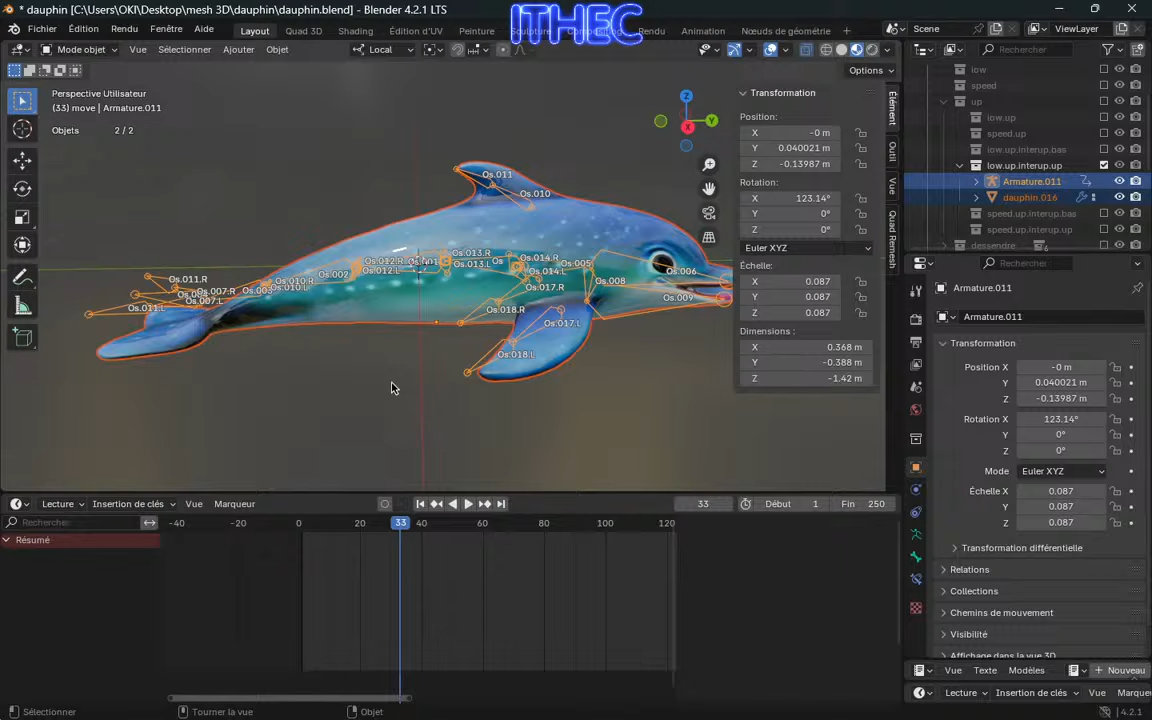 * dauphin [C:\Users\OKI\Desktop\mesh 3D\dauphin\dauphin.blend] - Blender 4.2.1 LTS
ITHEC
Fichier Édition Rendu Fenêtre Aide Layout GuiScule UV Shading Édition d'UV Peinture Rendu Animation Nœuds de géométrie Scene ViewLayer
Mode objet Vue Sélectionner Ajouter Objet Local Rechercher
Options
Perspective Utilisateur
(33) move | Armature.011
Objets 2 / 2
Transformation
Position:
X -0 m
Y 0.040021 m
Z -0.13987 m
Rotation:
X 123.14°
Y 0°
Z 0°
Euler XYZ
Échelle:
X 0.087
Y 0.087
Z 0.087
Dimensions :
X 0.368 m
Y -0.388 m
Z -1.42 m
Élément
Outil
Vue
Quad Remesh
Z
Y
X
Os.011
Os.010
Os.013.R
Os.012.R
Os.013.L
Os.012.L
Os
Os.014.R
Os.014.L
Os.005
Os.006
Os.008
Os.009
Os.002
Os.010.R
Os.011.R
Os.007.R
Os.007.L
Os.011.L
Os.017.R
Os.018.R
Os.017.L
Os.018.L
low
speed
up
low.up
speed.up
low.up.interup.bas
low.up.interup.up
Armature.011
dauphin.016
speed.up.interup.bas
speed.up.interup.up
dessendre
Rechercher
Armature.011
Armature.011
Transformation
Position X -0 m
Y 0.040021 m
Z -0.13987 m
Rotation X 123.14°
Y 0°
Z 0°
Mode Euler XYZ
Échelle X 0.087
Y 0.087
Z 0.087
Transformation différentielle
Relations
Collections
Chemins de mouvement
Visibilité
Affichage dans la vue 3D
Vue Texte Modèles Nouveau
Lecture Insertion de clés Vue Marqueur
Lecture Insertion de clés Vue Marque
33 Début 1 Fin 250
Rechercher -40 -20 0 20 33 40 60 80 100 120
Résumé
Sélectionner Tourner la vue Objet 4.2.1